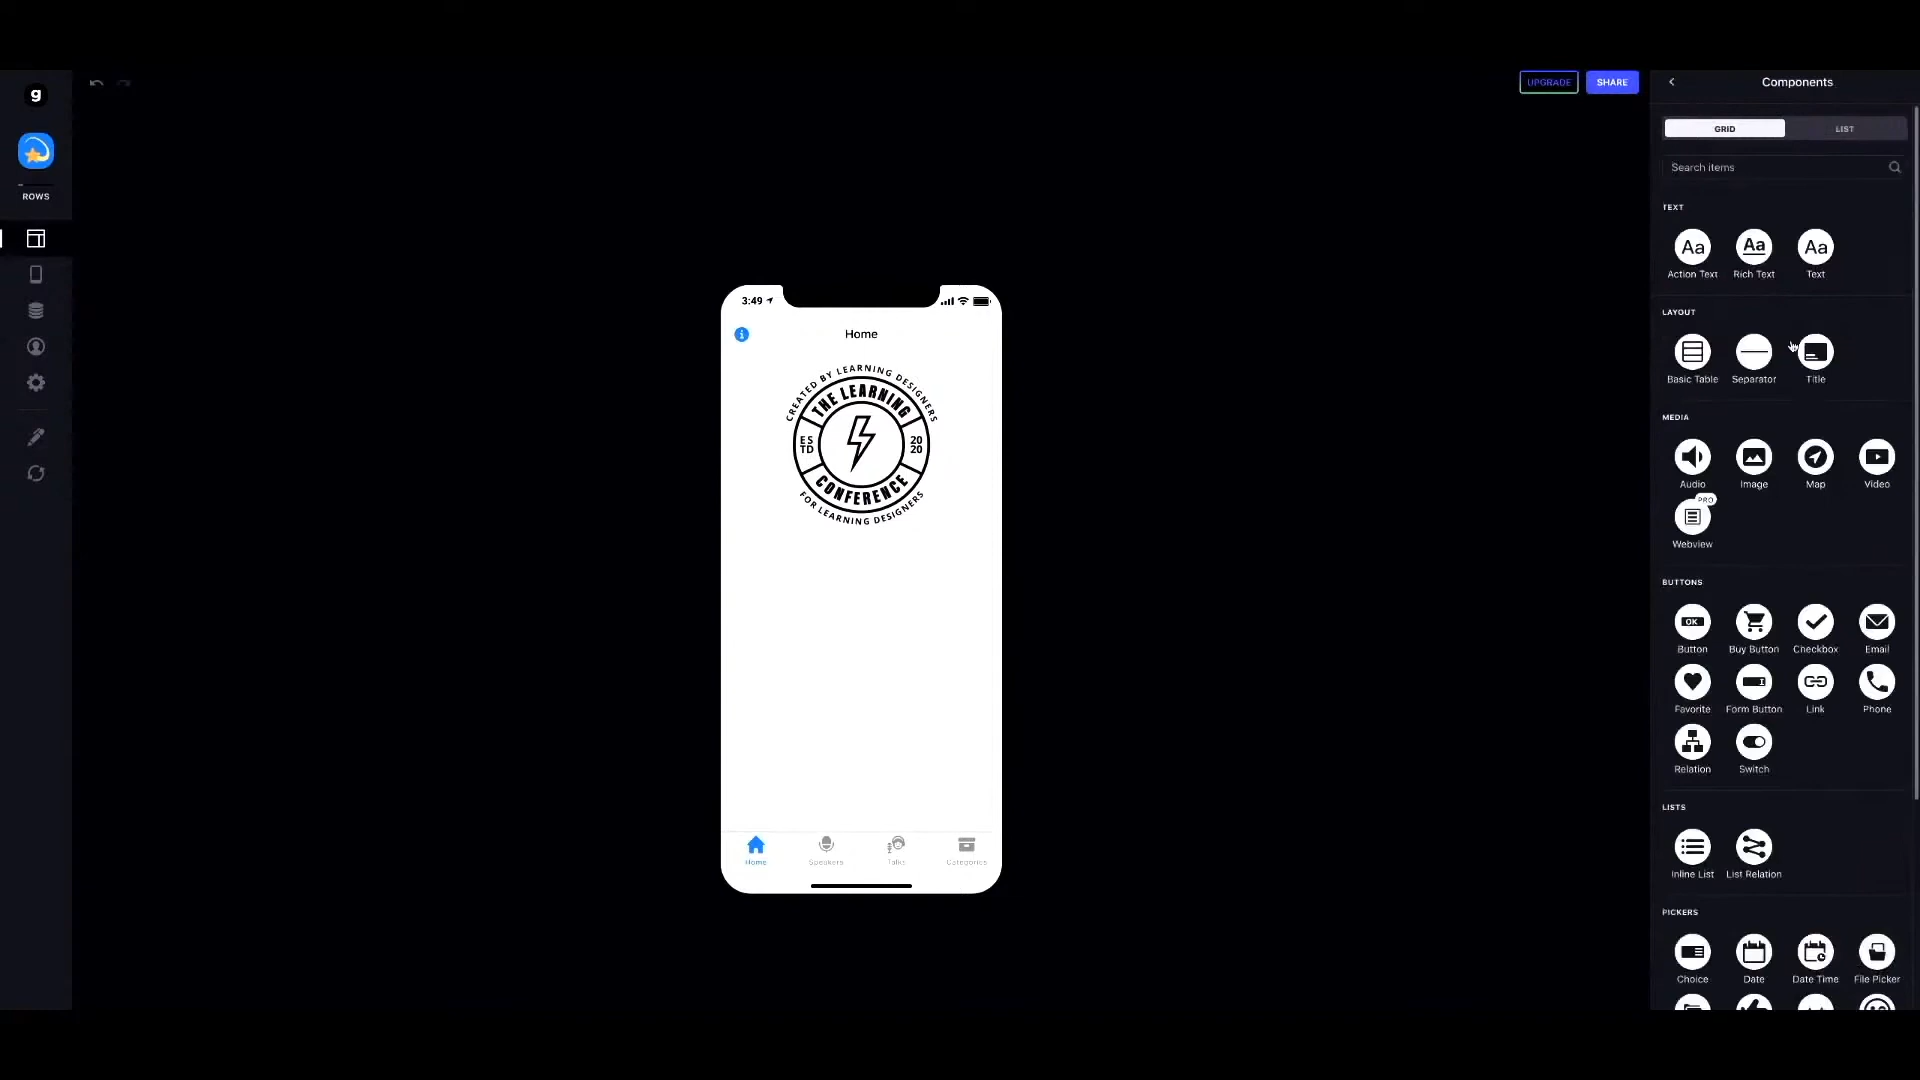 g
ROWS
UPGRADE
SHARE
3:49
Home
CREATED BY LEARNING DESIGNERS
THE LEARNING
ES
TD
20
20
CONFERENCE
FOR LEARNING DESIGNERS
Home
Speakers
Talks
Categories
Components
GRID
LIST
Search items
TEXT
Aa
Aa
Aa
Action Text
Rich Text
Text
LAYOUT
Basic Table
Separator
Title
MEDIA
Audio
Image
Map
Video
PRO
Webview
BUTTONS
OK
Button
Buy Button
Checkbox
Email
Favorite
Form Button
Link
Phone
Relation
Switch
LISTS
Inline List
List Relation
PICKERS
Choice
Date
Date Time
File Picker